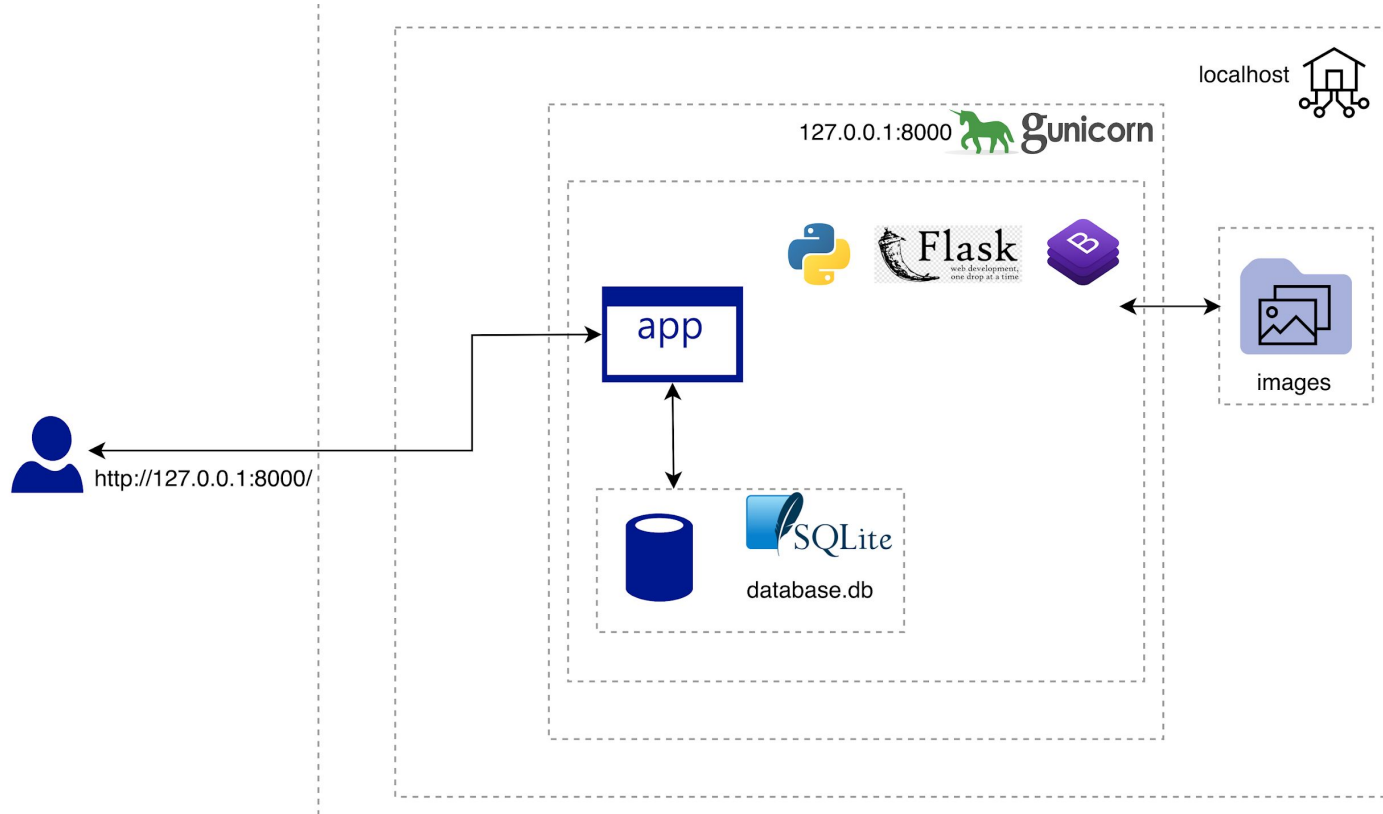 localhost
127.0.0.1:8000 gunicorn
Flask
web development,
one drop at a time
B
app
images
http://127.0.0.1:8000/
SQLite
database.db